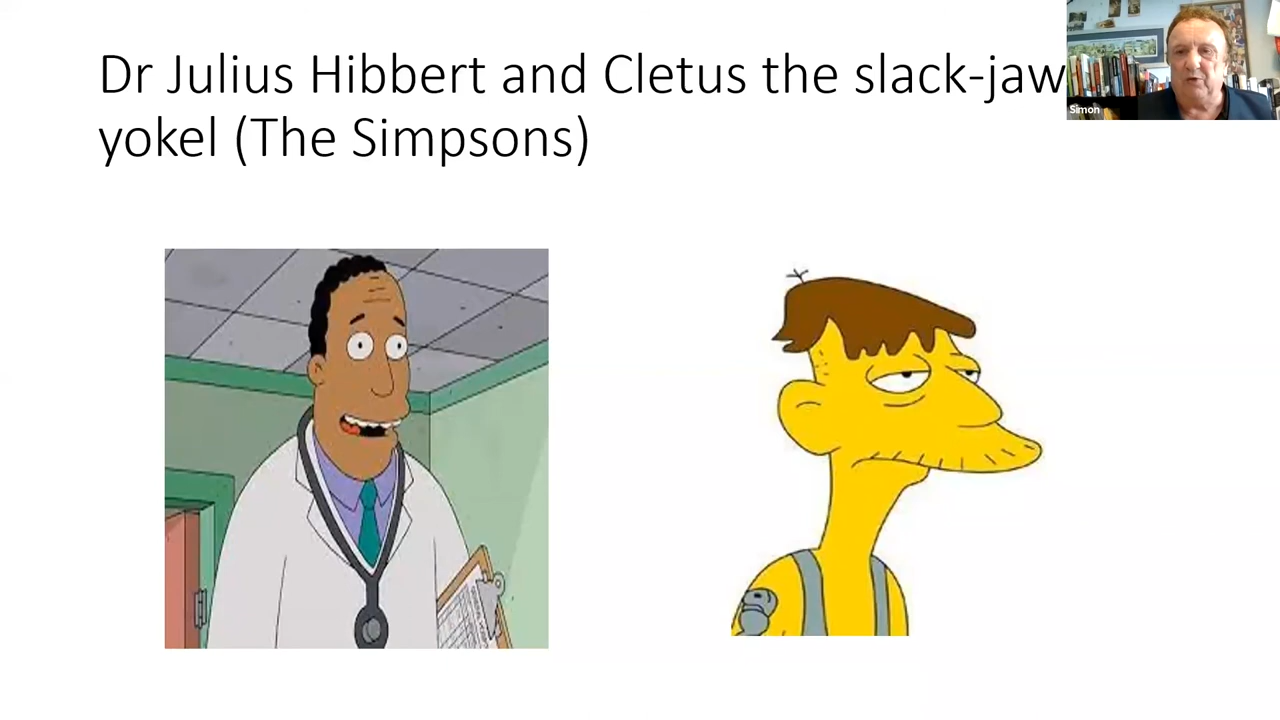 Dr Julius Hibbert and Cletus the slack-jaw
yokel (The Simpsons)
Simon